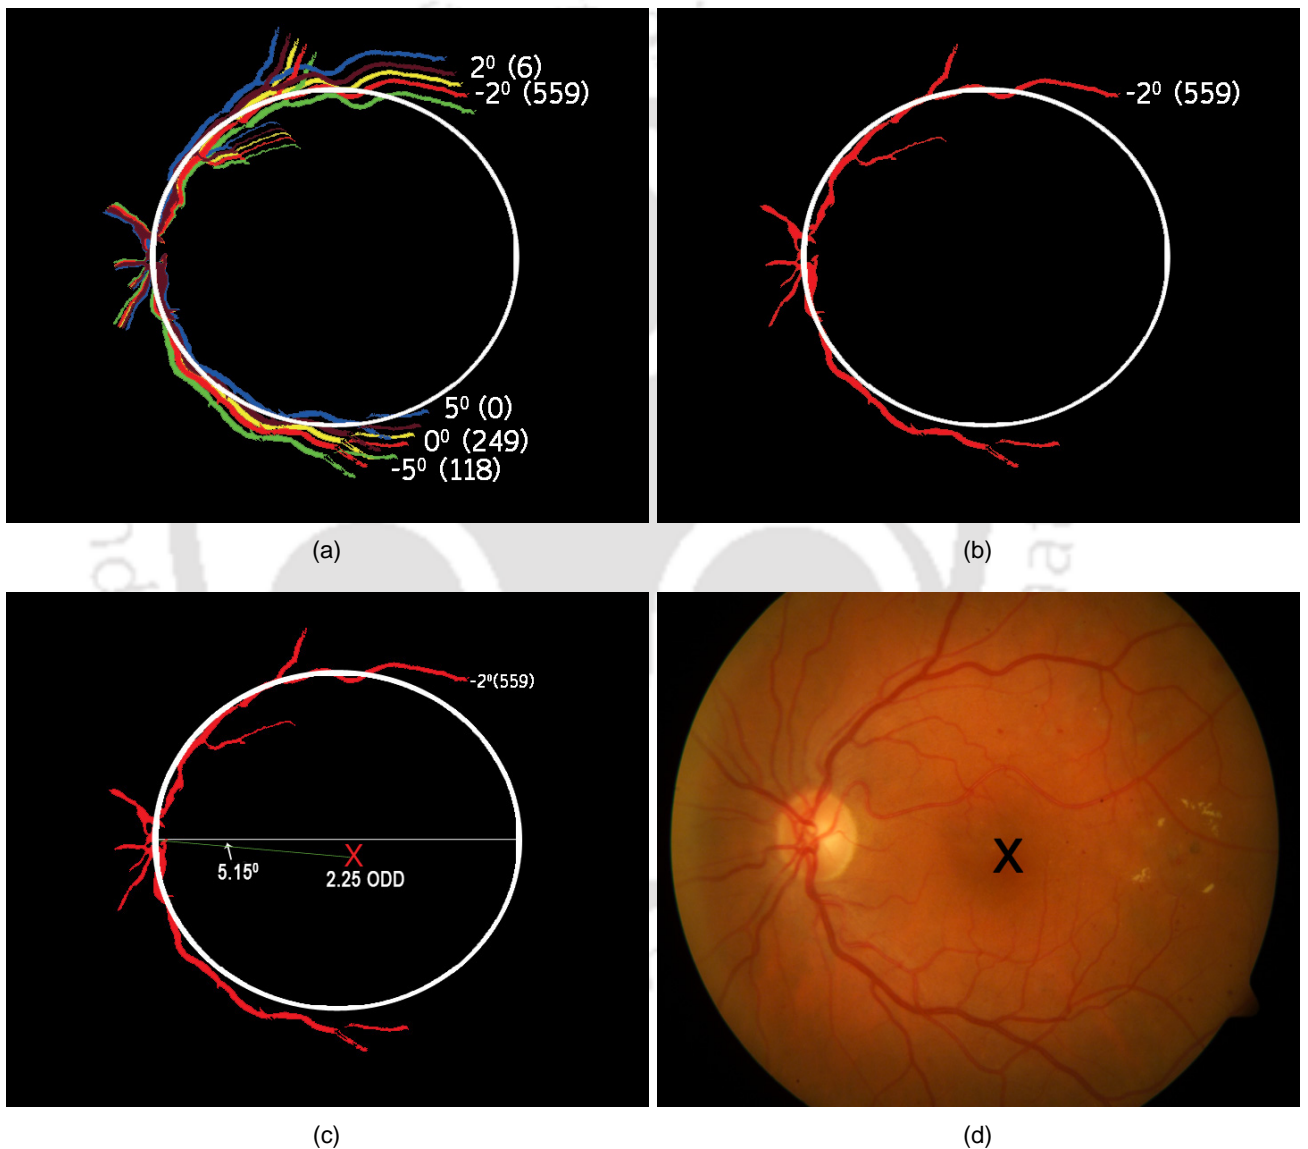 2⁰ (6)
-2⁰ (559)
5⁰ (0)
0⁰ (249)
-5⁰ (118)
(a)
-2⁰ (559)
(b)
-2⁰(559)
5.15⁰
X
2.25 ODD
(c)
X
(d)